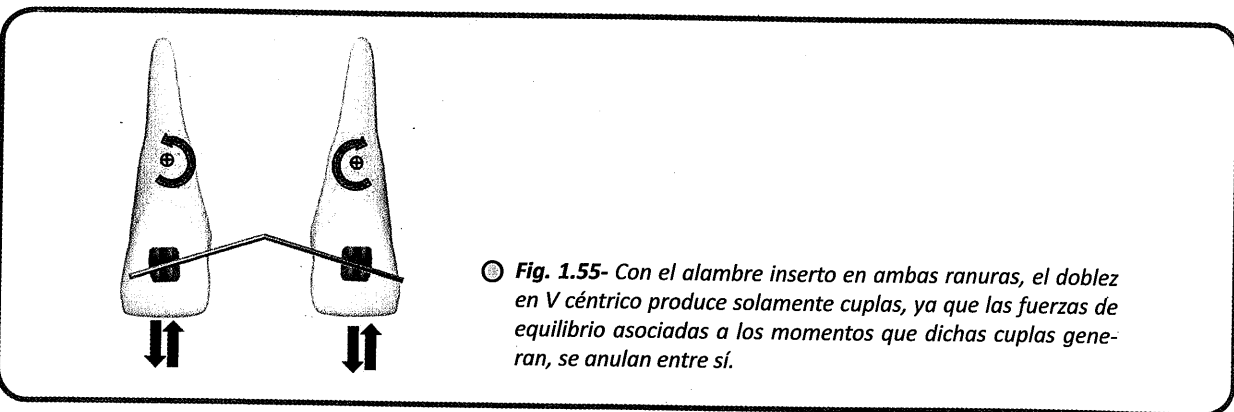 Fig. 1.55- Con el alambre inserto en ambas ranuras, el doblez
en V céntrico produce solamente cuplas, ya que las fuerzas de
equilibrio asociadas a los momentos que dichas cuplas gene-
ran, se anulan entre sí.